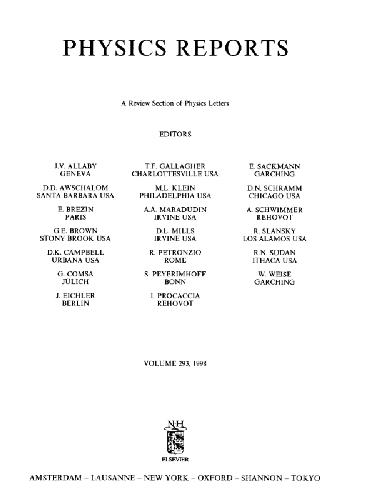 PHYSICS REPORTS
A Review Section of Physics Letters
EDITORS
J.V. ALLABY
GENEVA
D.D. AWSCHALOM
SANTA BARBARA USA
E. BREZIN
PARIS
G.E. BROWN
STONY BROOK USA
D.K. CAMPBELL
URBANA USA
G. COMSA
JÜLICH
J. EICHLER
BERLIN
T.F. GALLAGHER
CHARLOTTESVILLE USA
M.L. KLEIN
PHILADELPHIA USA
A.A. MARADUDIN
IRVINE USA
D.L. MILLS
IRVINE USA
R. PETRONZIO
ROME
S. PEYERIMHOFF
BONN
I. PROCACCIA
REHOVOT
E. SACKMANN
GARCHING
D.N. SCHRAMM
CHICAGO USA
A. SCHWIMMER
REHOVOT
R. SLANSKY
LOS ALAMOS USA
R.N. SUDAN
ITHACA USA
W. WEISE
GARCHING
VOLUME 293, 1998
NH
ELSEVIER
AMSTERDAM – LAUSANNE – NEW YORK – OXFORD – SHANNON – TOKYO